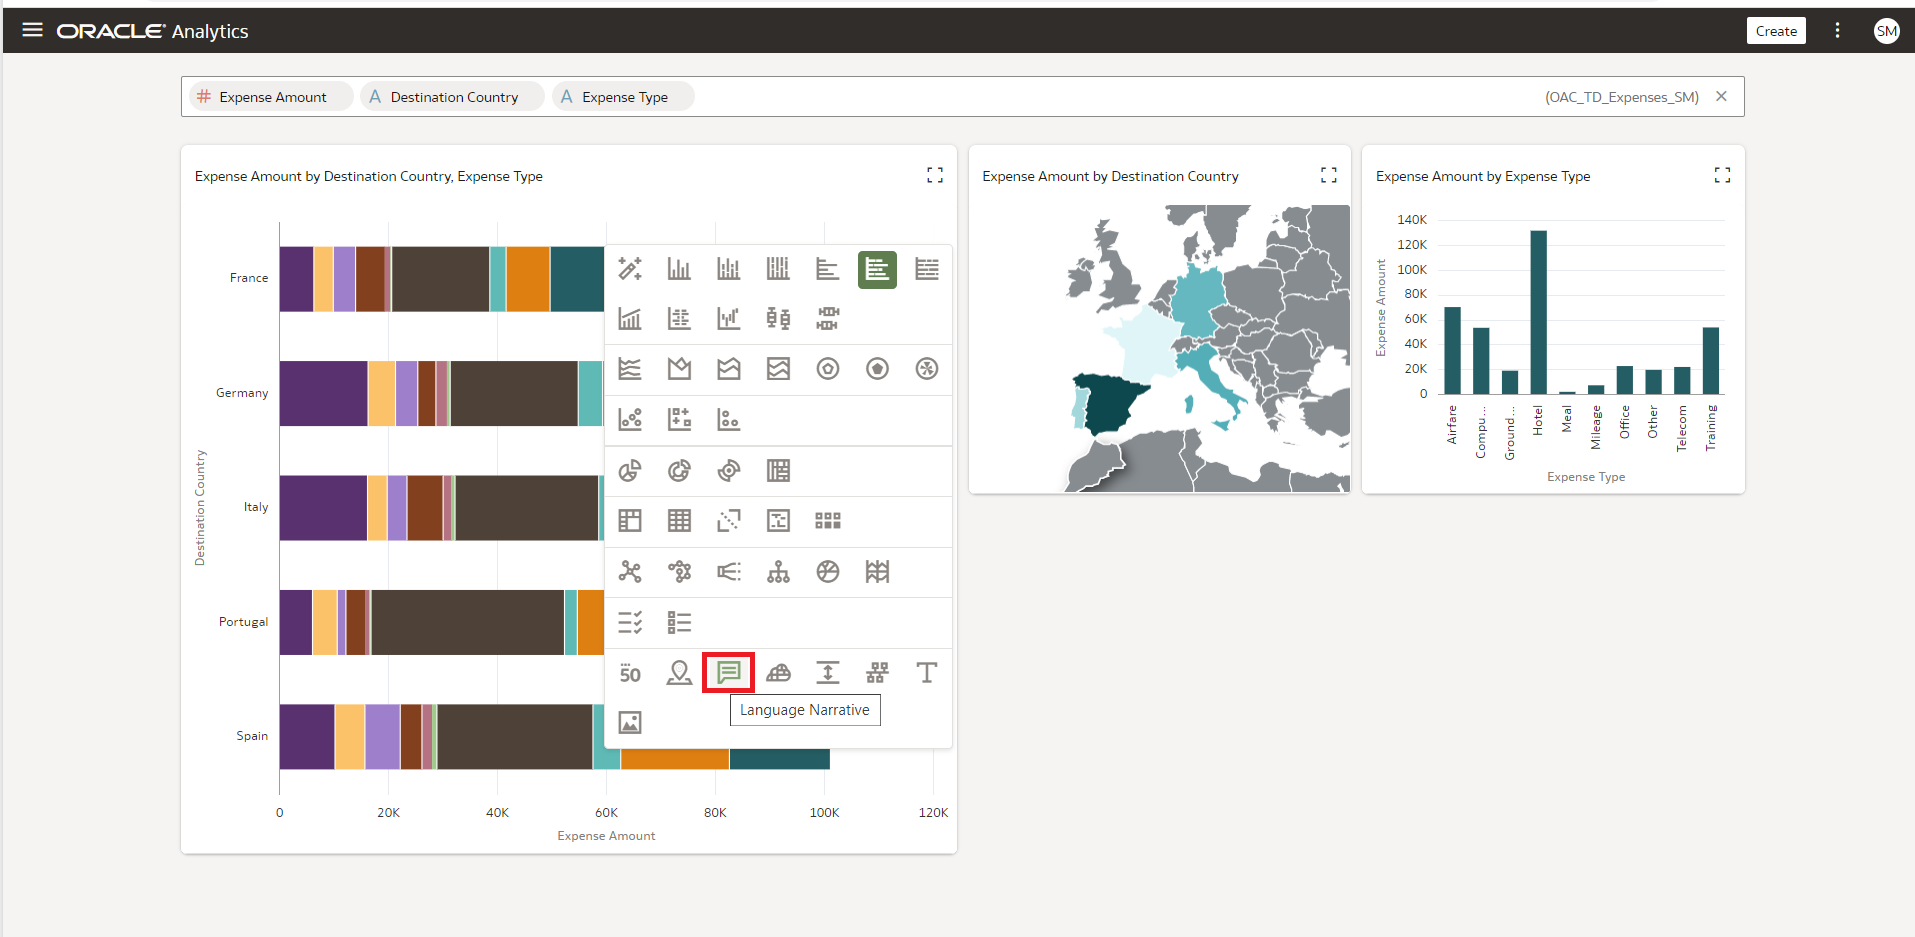 ORACLE Analytics
Create
SM
# Expense Amount
A Destination Country
A Expense Type
(OAC_TD_Expenses_SM)
Expense Amount by Destination Country, Expense Type
Destination Country
France
Germany
Italy
Portugal
Spain
0 20K 40K 60K 80K 100K 120K
Expense Amount
50
T
Language Narrative
Expense Amount by Destination Country
Expense Amount by Expense Type
Expense Amount
140K
120K
100K
80K
60K
40K
20K
0
Airfare
Compu...
Ground...
Hotel
Meal
Mileage
Office
Other
Telecom
Training
Expense Type